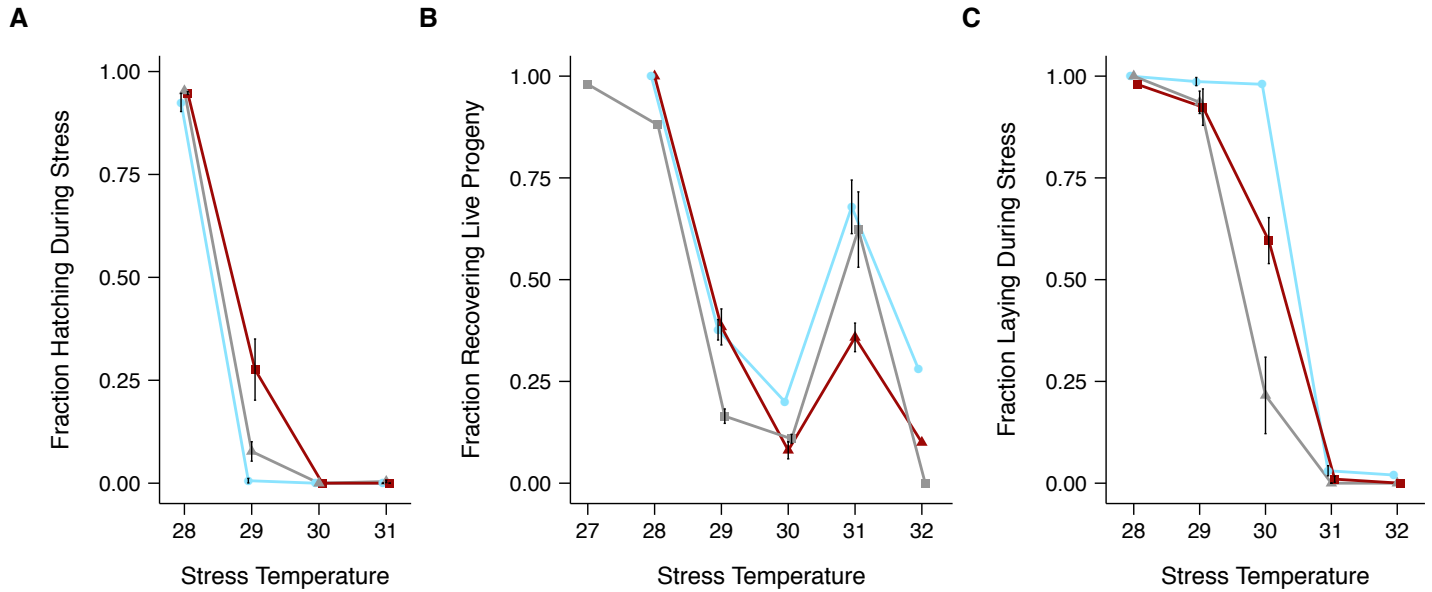 A
B
C
Fraction Hatching During Stress
1.00
0.75
0.50
0.25
0.00
28 29 30 31
Stress Temperature
Fraction Recovering Live Progeny
1.00
0.75
0.50
0.25
0.00
27 28 29 30 31 32
Stress Temperature
Fraction Laying During Stress
1.00
0.75
0.50
0.25
0.00
28 29 30 31 32
Stress Temperature